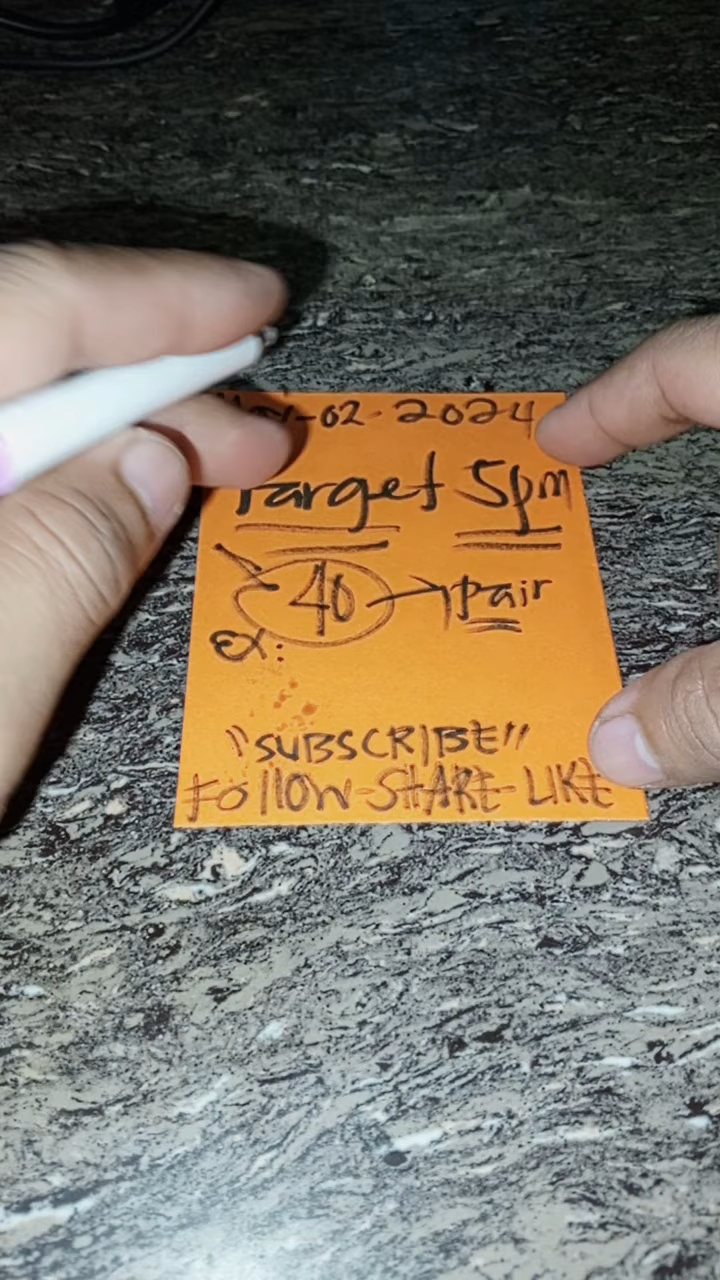 -02-2024
Target 5pm
40 → pair
Ex:
"SUBSCRIBE"
FOllOW-SHARE-LIKE